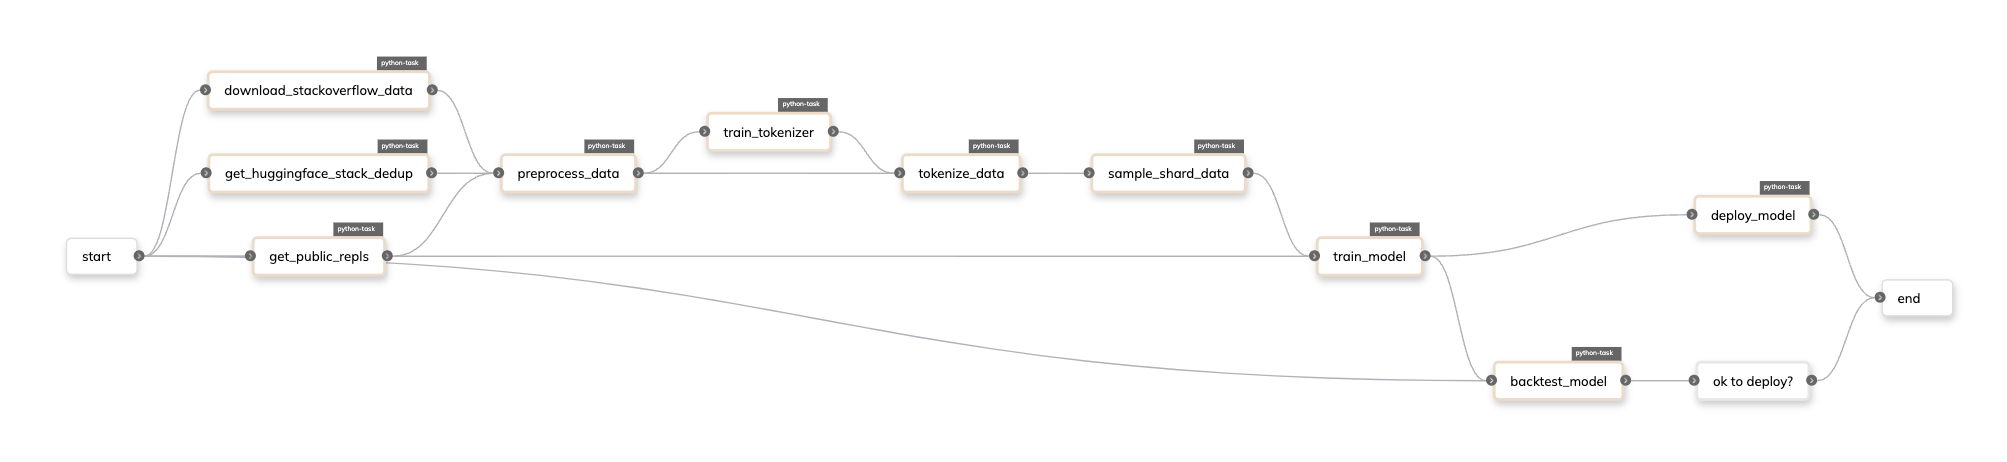 python-task
download_stackoverflow_data
python-task
train_tokenizer
python-task
get_huggingface_stack_dedup
python-task
preprocess_data
python-task
tokenize_data
python-task
sample_shard_data
python-task
deploy_model
start
python-task
get_public_repls
python-task
train_model
end
python-task
backtest_model
ok to deploy?